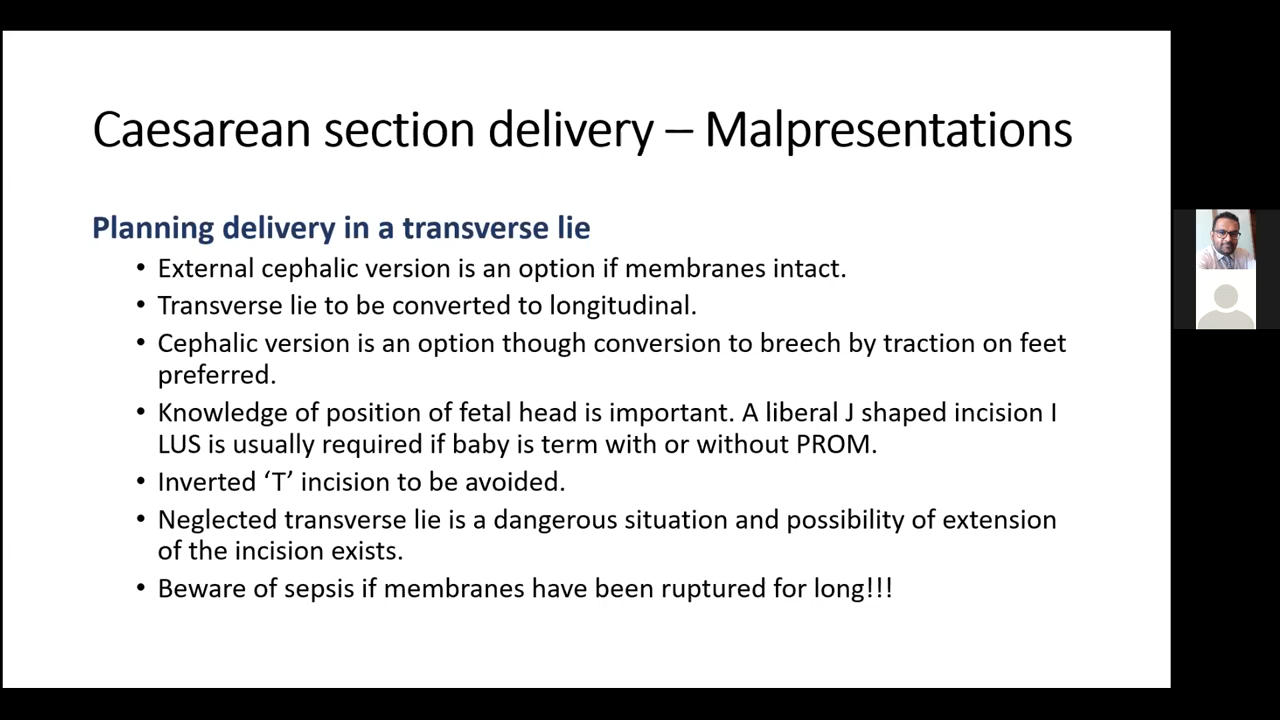 Caesarean section delivery – Malpresentations
Planning delivery in a transverse lie
• External cephalic version is an option if membranes intact.
• Transverse lie to be converted to longitudinal.
• Cephalic version is an option though conversion to breech by traction on feet
preferred.
• Knowledge of position of fetal head is important. A liberal J shaped incision I
LUS is usually required if baby is term with or without PROM.
• Inverted ‘T’ incision to be avoided.
• Neglected transverse lie is a dangerous situation and possibility of extension
of the incision exists.
• Beware of sepsis if membranes have been ruptured for long!!!